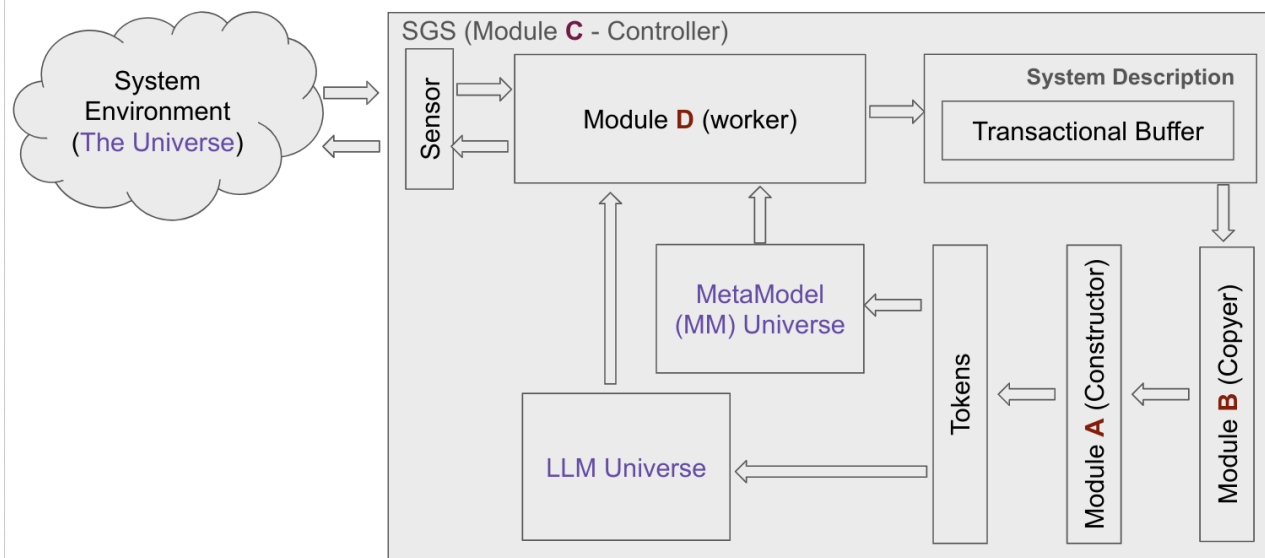 SGS (Module C - Controller)
System
Environment
(The Universe)
Sensor
Module D (worker)
System Description
Transactional Buffer
MetaModel
(MM) Universe
LLM Universe
Tokens
Module A (Constructor)
Module B (Copyer)